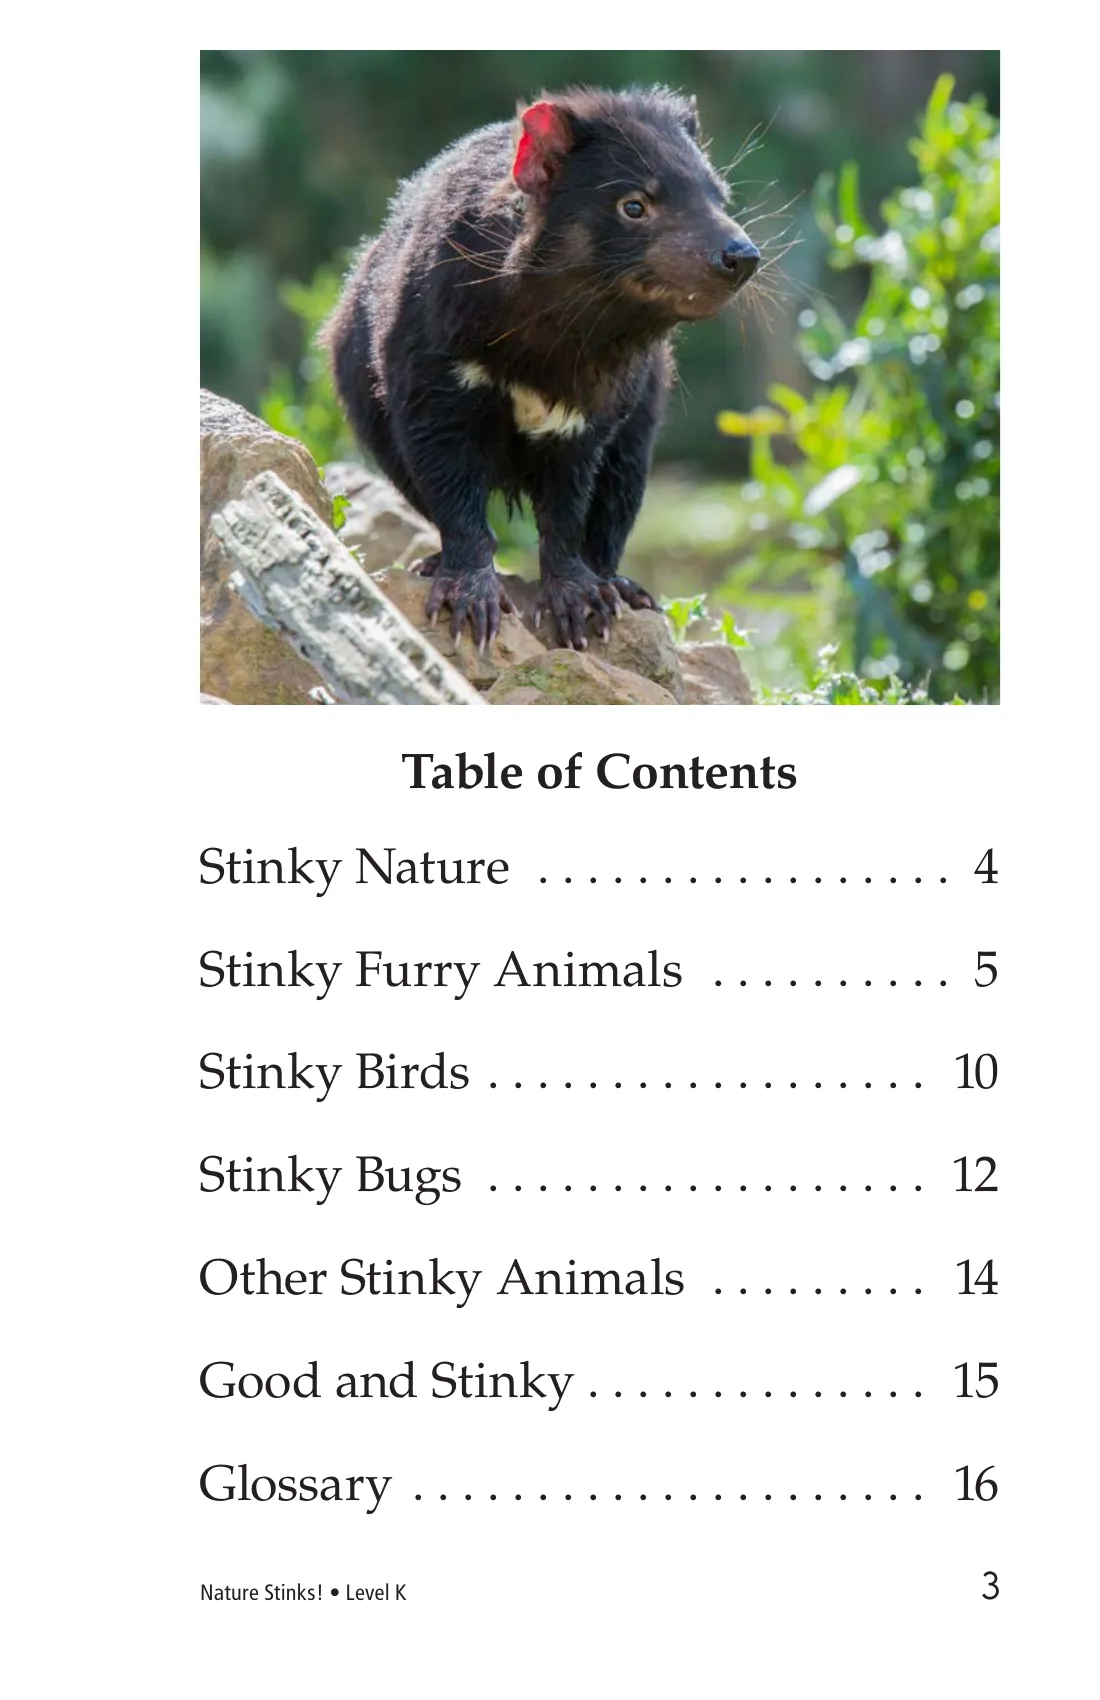 Table of Contents
Stinky Nature . . . . . . . . . . . . . . . . . 4
Stinky Furry Animals . . . . . . . . . . 5
Stinky Birds . . . . . . . . . . . . . . . . . . 10
Stinky Bugs . . . . . . . . . . . . . . . . . . 12
Other Stinky Animals . . . . . . . . . 14
Good and Stinky . . . . . . . . . . . . . . 15
Glossary . . . . . . . . . . . . . . . . . . . . . 16
Nature Stinks! • Level K 3